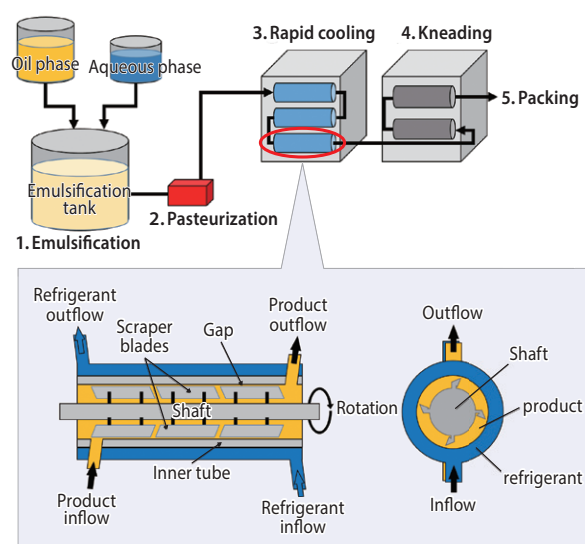 Oil phase
Aqueous phase
3. Rapid cooling
4. Kneading
5. Packing
Emulsification
tank
2. Pasteurization
1. Emulsification
Refrigerant
outflow
Scraper
blades
Gap
Product
outflow
Shaft
Rotation
Inner tube
Product
inflow
Refrigerant
inflow
Outflow
Shaft
product
refrigerant
Inflow